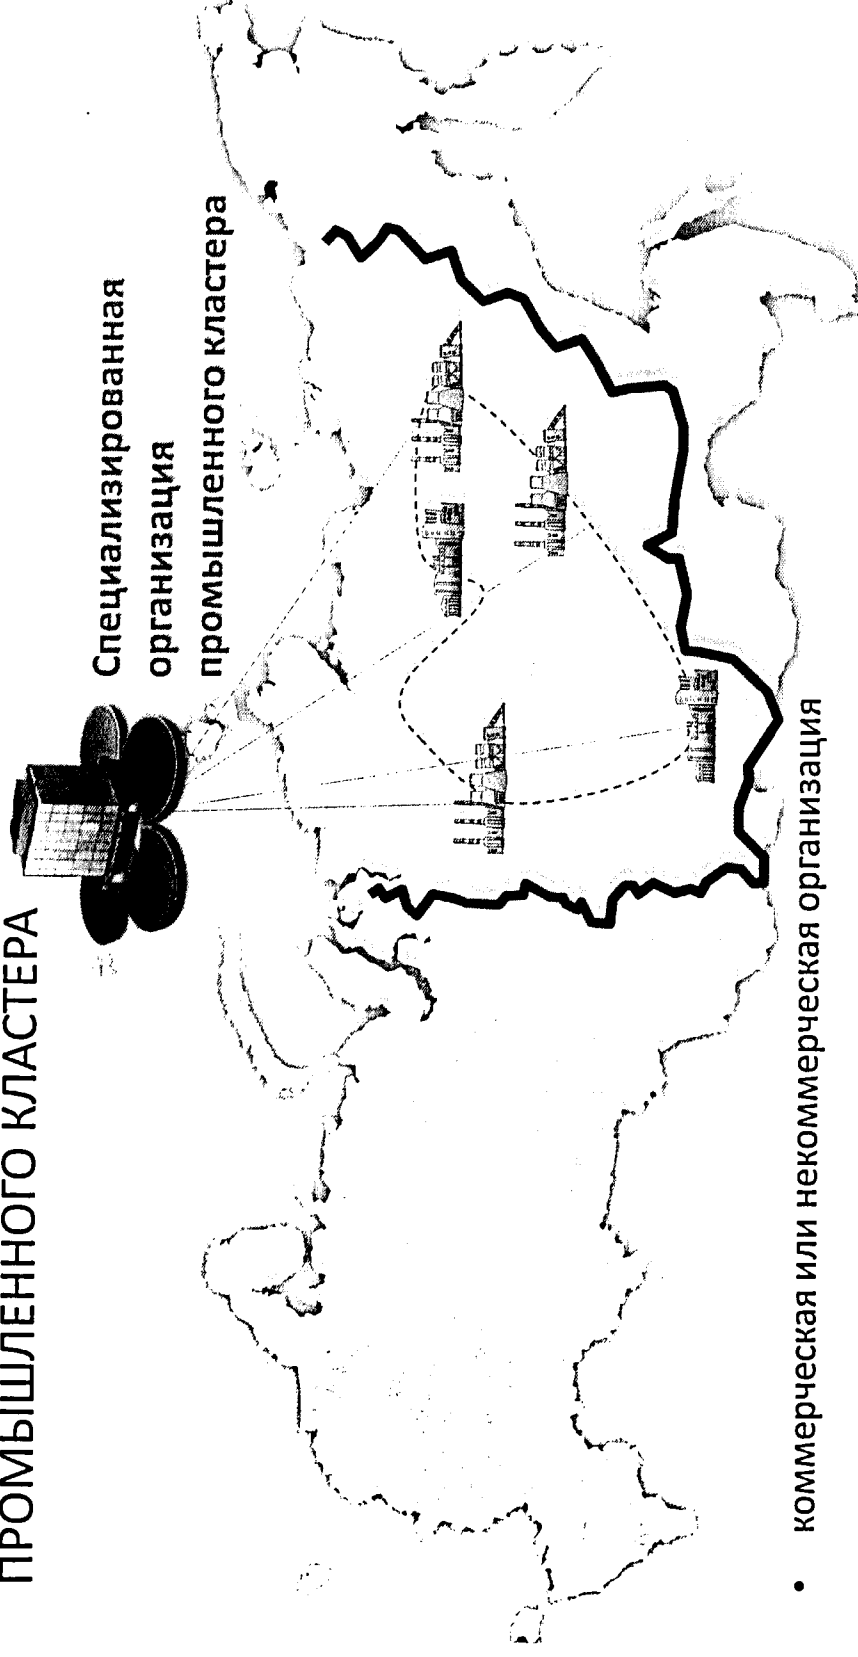 ПРОМЫШЛЕННОГО КЛАСТЕРА
Специализированная
организация
промышленного кластера
• коммерческая или некоммерческая организация